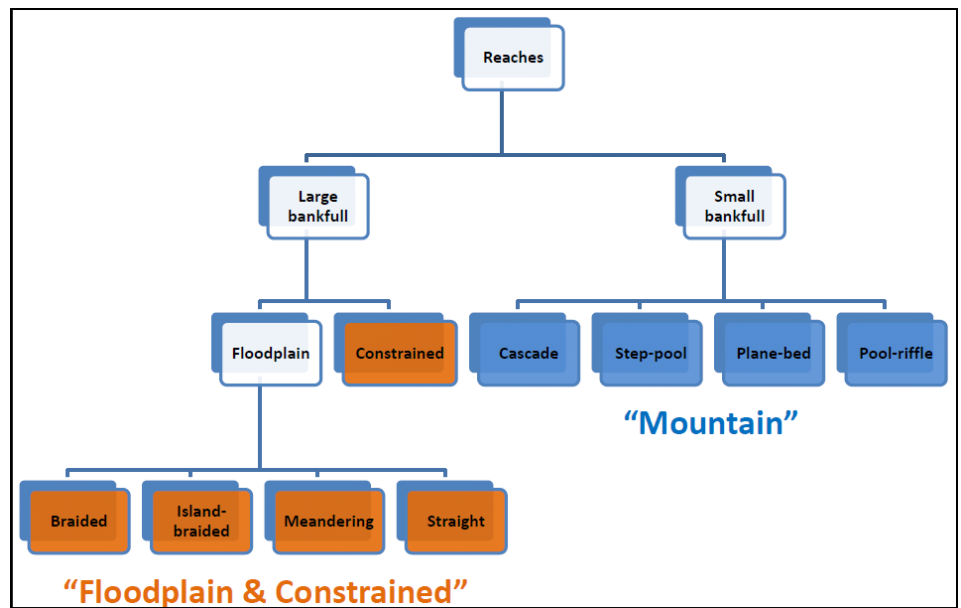 Reaches
Large
bankfull
Small
bankfull
Floodplain
Constrained
Cascade
Step-pool
Plane-bed
Pool-riffle
“Mountain”
Braided
Island-
braided
Meandering
Straight
“Floodplain & Constrained”